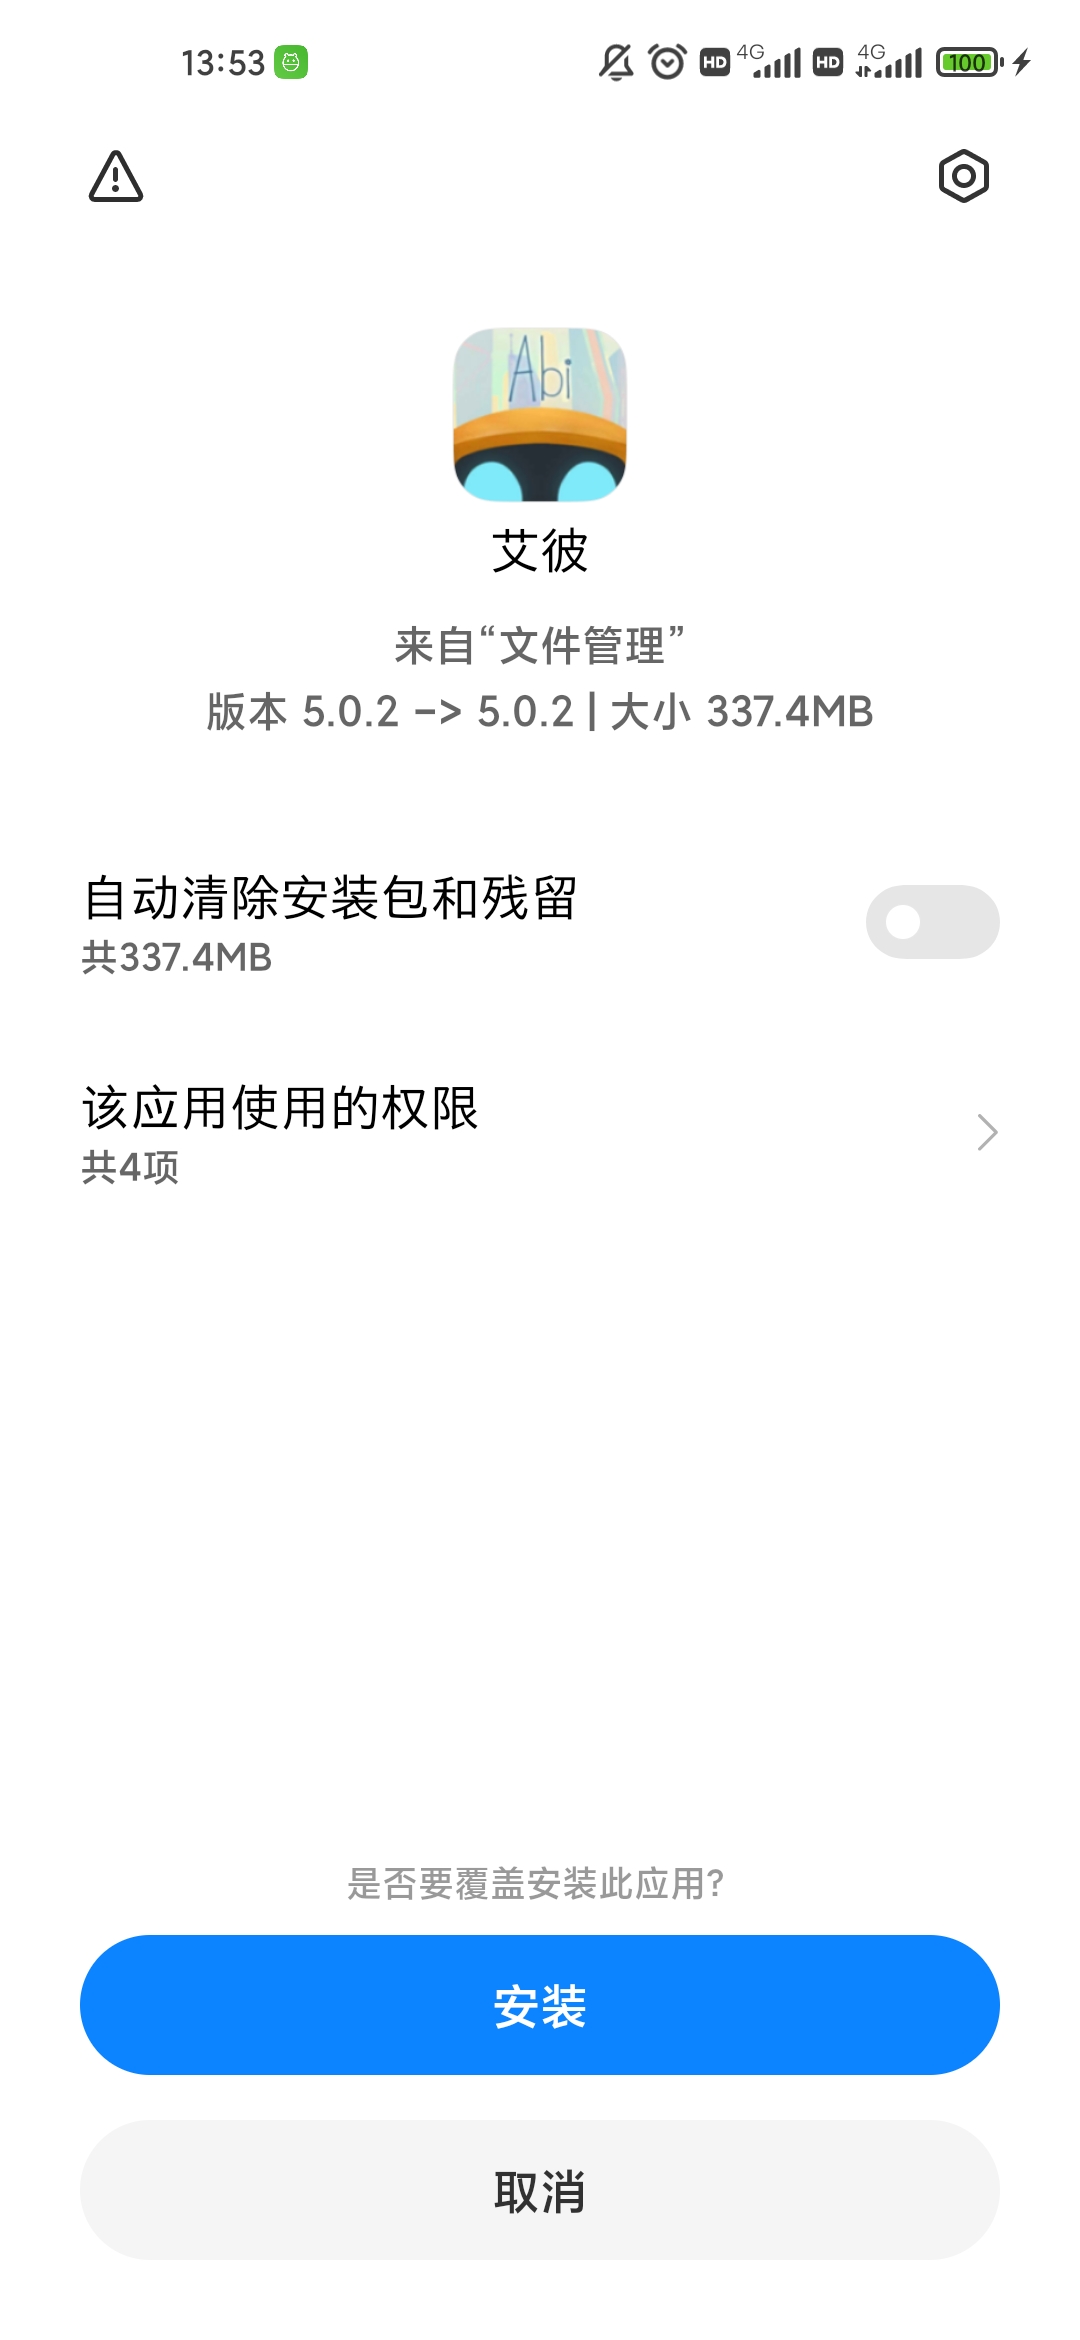 13:53
HD 4G HD 4G 100
Abi
艾彼
来自“文件管理”
版本 5.0.2 -> 5.0.2 | 大小 337.4MB
自动清除安装包和残留
共337.4MB
该应用使用的权限
共4项
是否要覆盖安装此应用?
安装
取消